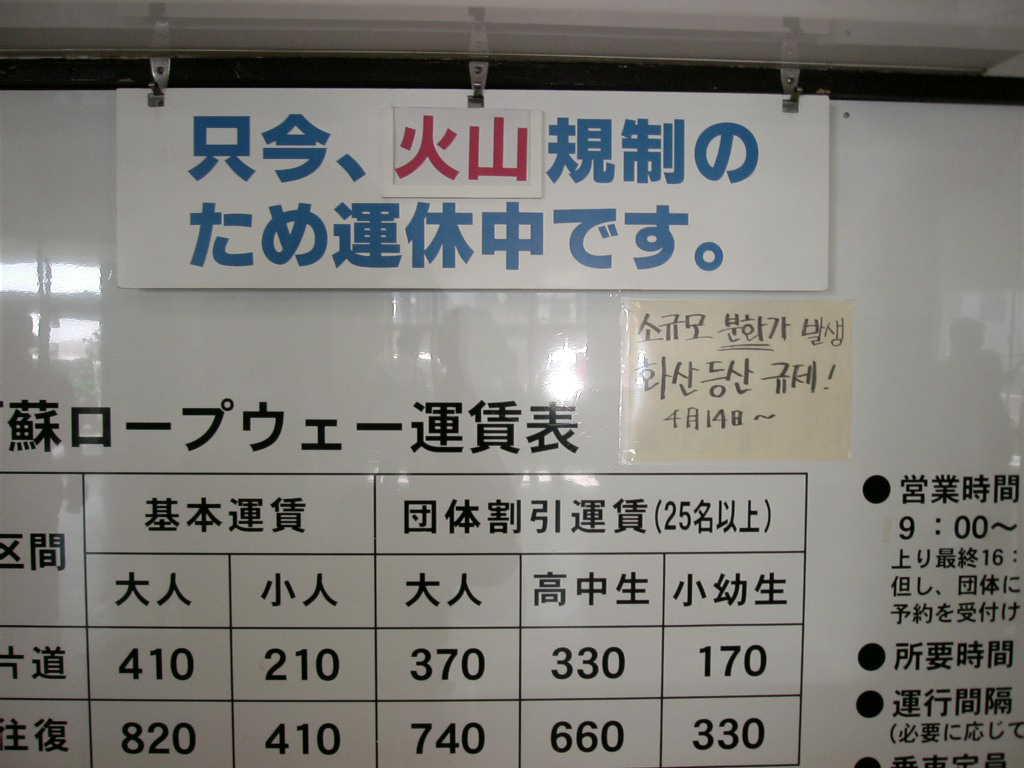 只今、火山規制の
ため運休中です。
소규모 분화가 발생
화산등산 규제!
4月14日~
蘇ロープウェー運賃表
区間 基本運賃 団体割引運賃(25名以上)
大人 小人 大人 高中生 小幼生
片道 410 210 370 330 170
往復 820 410 740 660 330
●営業時間
9:00〜
上り最終16:
但し、団体に
予約を受付け
●所要時間
●運行間隔
(必要に応じて
●乗車定員